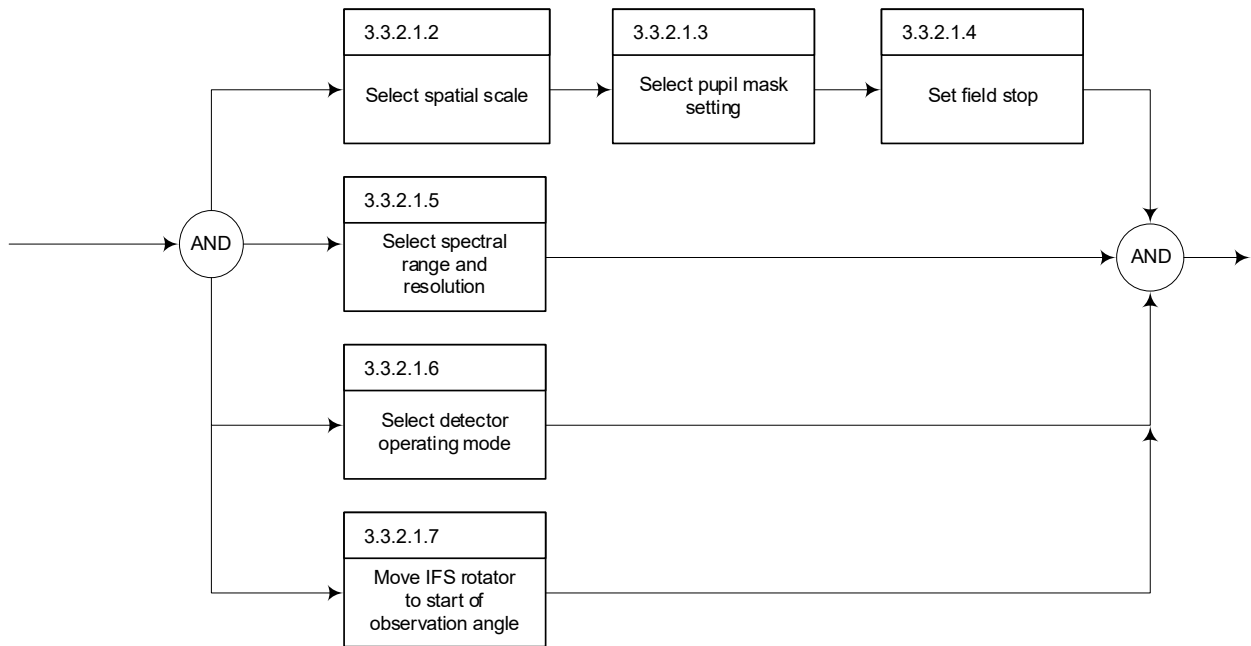 3.3.2.1.2
Select spatial scale
3.3.2.1.3
Select pupil mask
setting
3.3.2.1.4
Set field stop
AND
3.3.2.1.5
Select spectral
range and
resolution
AND
3.3.2.1.6
Select detector
operating mode
3.3.2.1.7
Move IFS rotator
to start of
observation angle